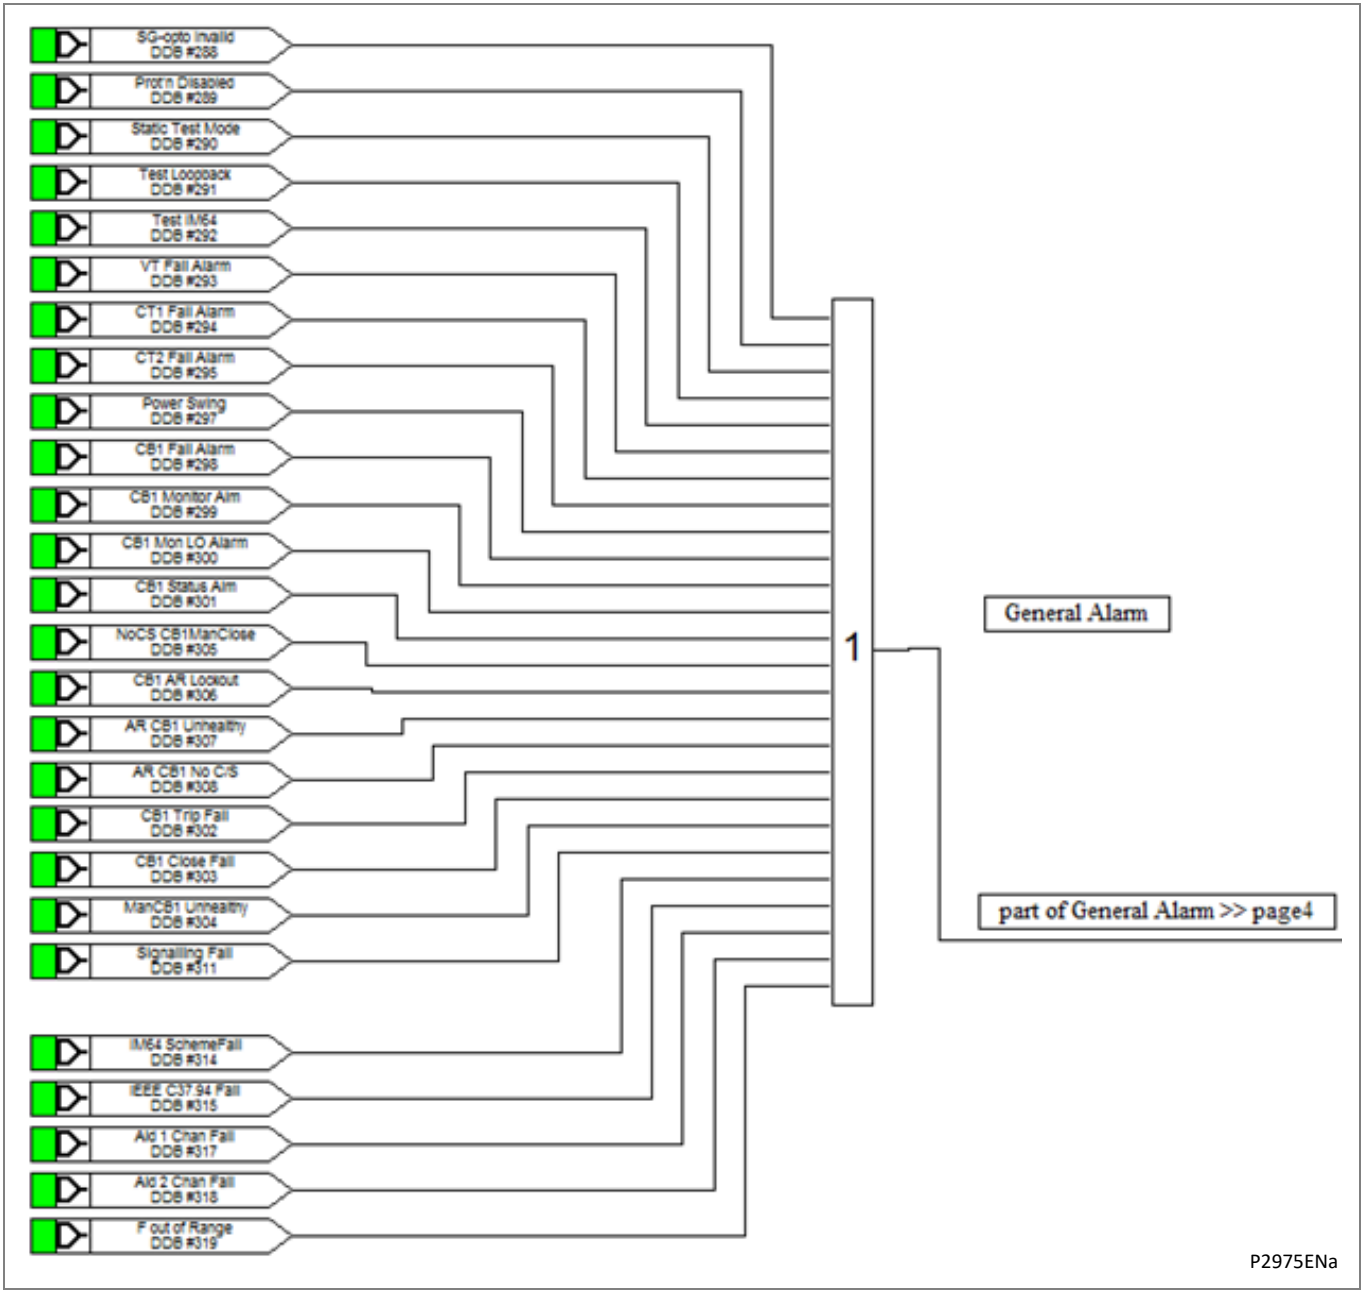 SG-opto Invalid
DDB #288
Prot'n Disabled
DDB #289
Static Test Mode
DDB #290
Test Loopback
DDB #291
Test IM64
DDB #292
VT Fail Alarm
DDB #293
CT1 Fail Alarm
DDB #294
CT2 Fail Alarm
DDB #295
Power Swing
DDB #297
CB1 Fail Alarm
DDB #298
CB1 Monitor Alm
DDB #299
CB1 Mon LO Alarm
DDB #300
CB1 Status Alm
DDB #301
NoCS CB1ManClose
DDB #305
CB1 AR Lockout
DDB #306
AR CB1 Unhealthy
DDB #307
AR CB1 No C/S
DDB #308
CB1 Trip Fail
DDB #302
CB1 Close Fail
DDB #303
ManCB1 Unhealthy
DDB #304
Signalling Fail
DDB #311
IM64 SchemeFail
DDB #314
IEEE C37.94 Fail
DDB #315
Aid 1 Chan Fail
DDB #317
Aid 2 Chan Fail
DDB #318
F out of Range
DDB #319
1
General Alarm
part of General Alarm >> page4
P2975ENa